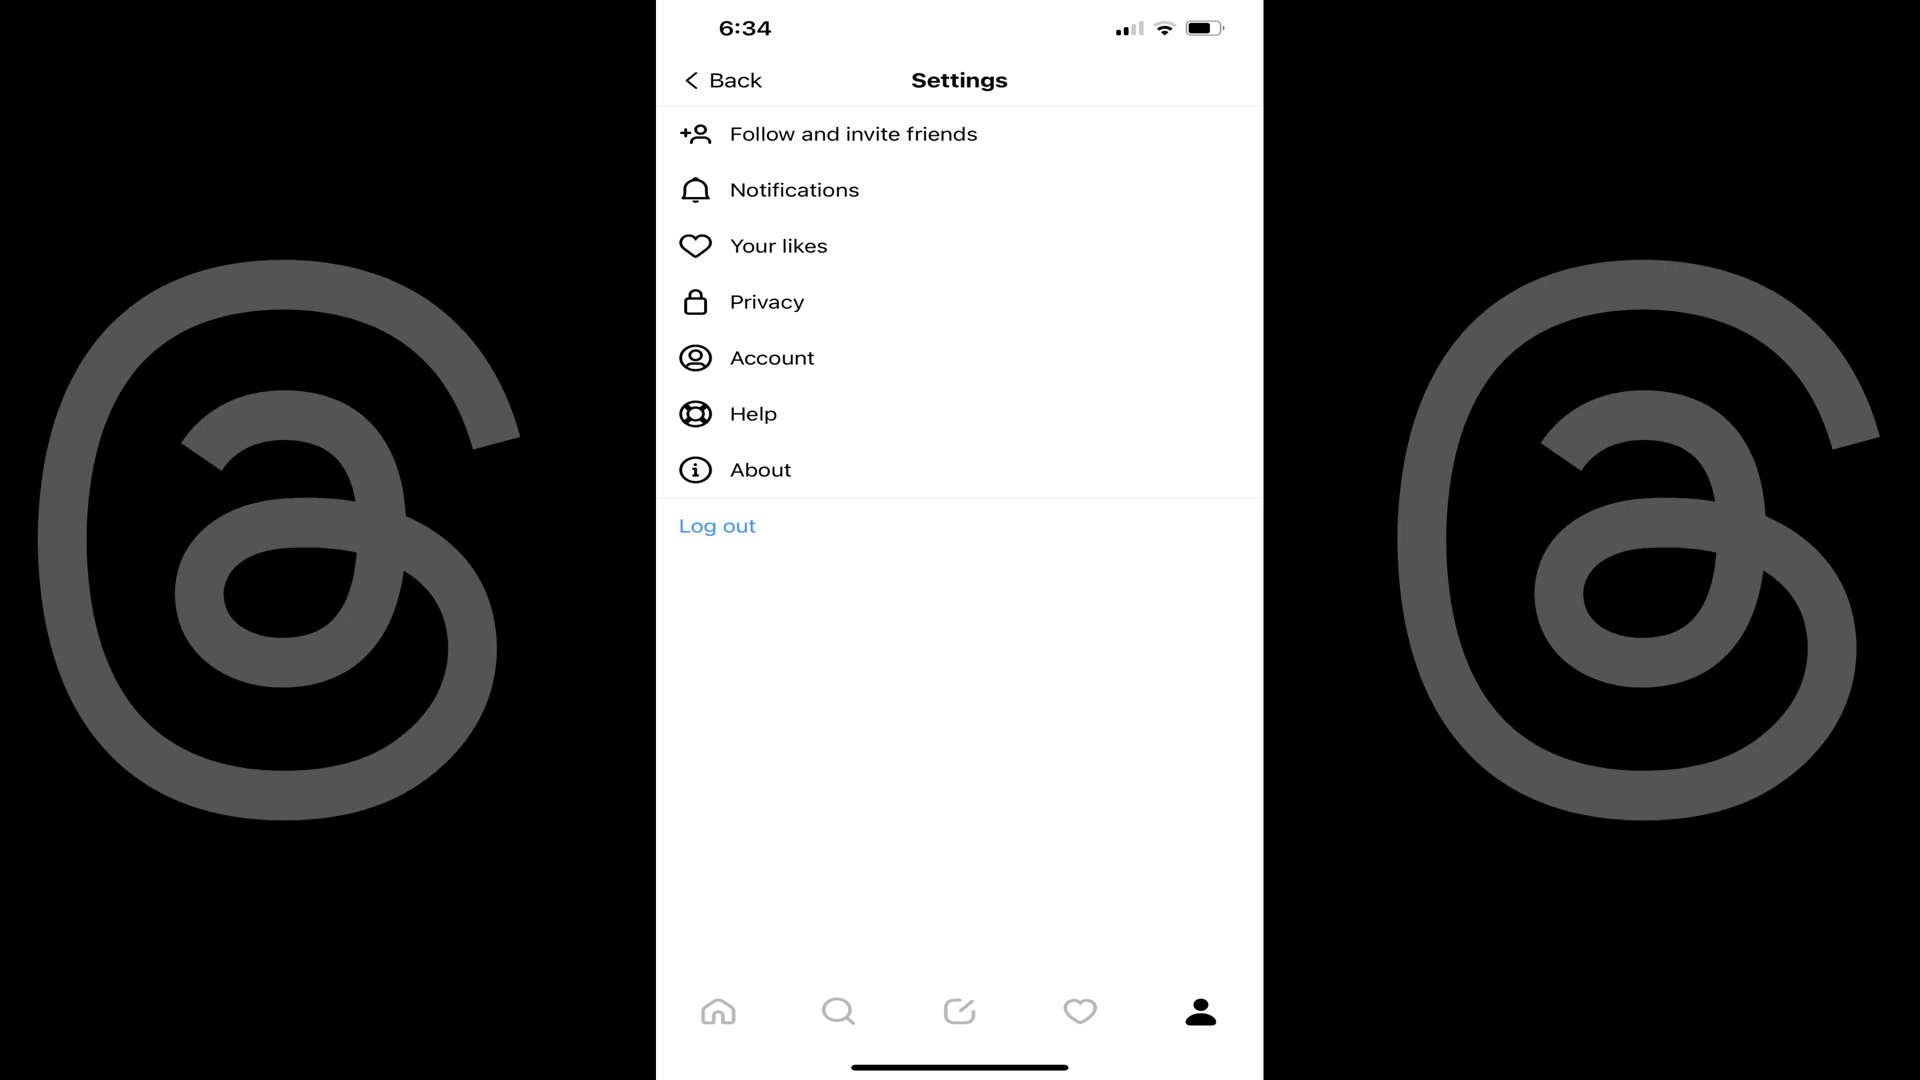 6:34
Back
Settings
Follow and invite friends
Notifications
Your likes
Privacy
Account
Help
About
Log out